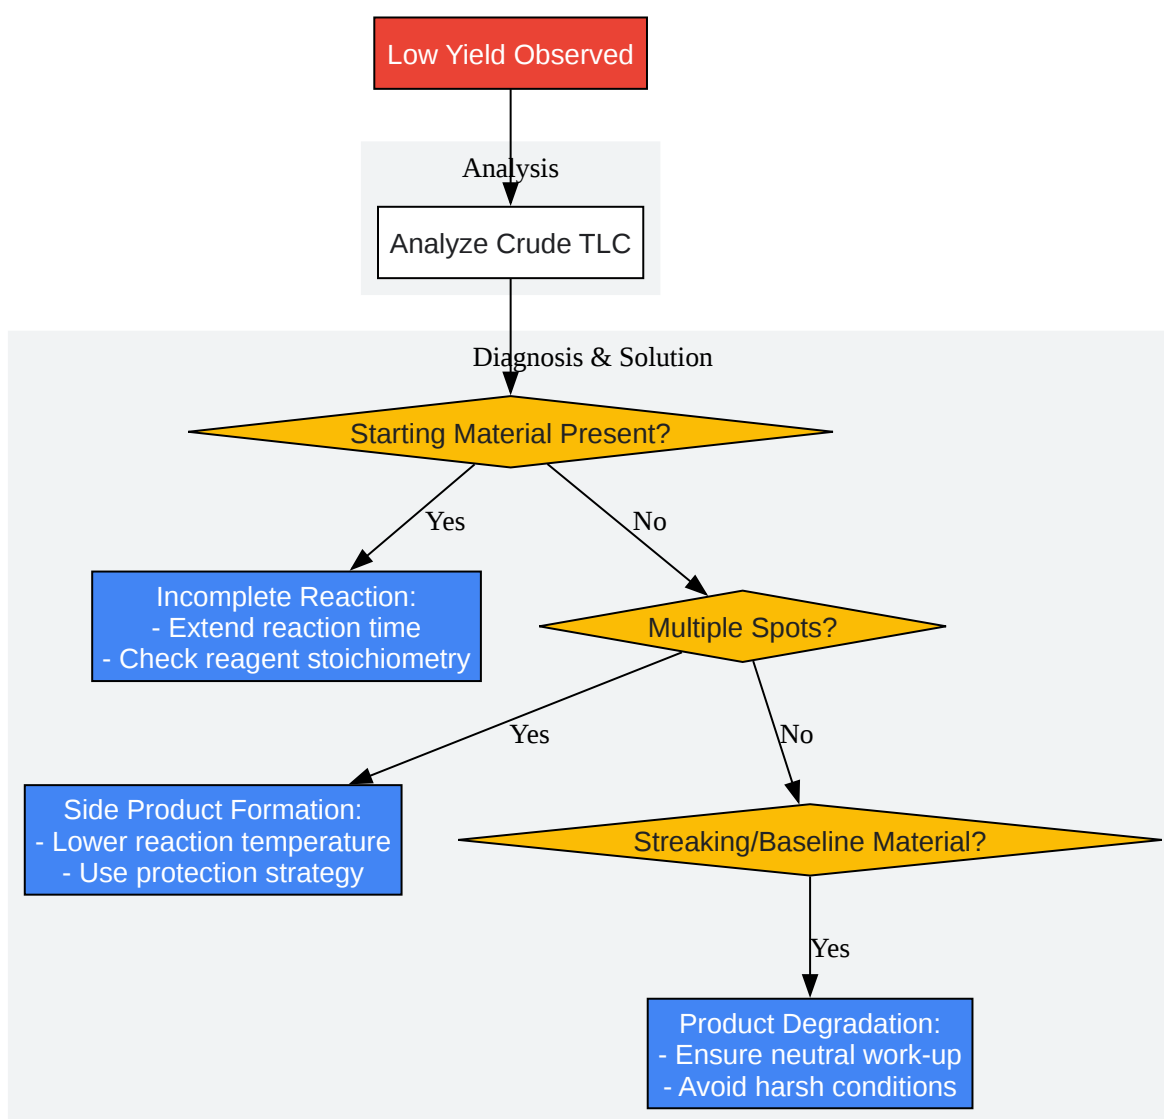 Low Yield Observed
Analysis
Analyze Crude TLC
Diagnosis & Solution
Starting Material Present?
Yes
No
Incomplete Reaction:
- Extend reaction time
- Check reagent stoichiometry
Multiple Spots?
Yes
No
Side Product Formation:
- Lower reaction temperature
- Use protection strategy
Streaking/Baseline Material?
Yes
Product Degradation:
- Ensure neutral work-up
- Avoid harsh conditions